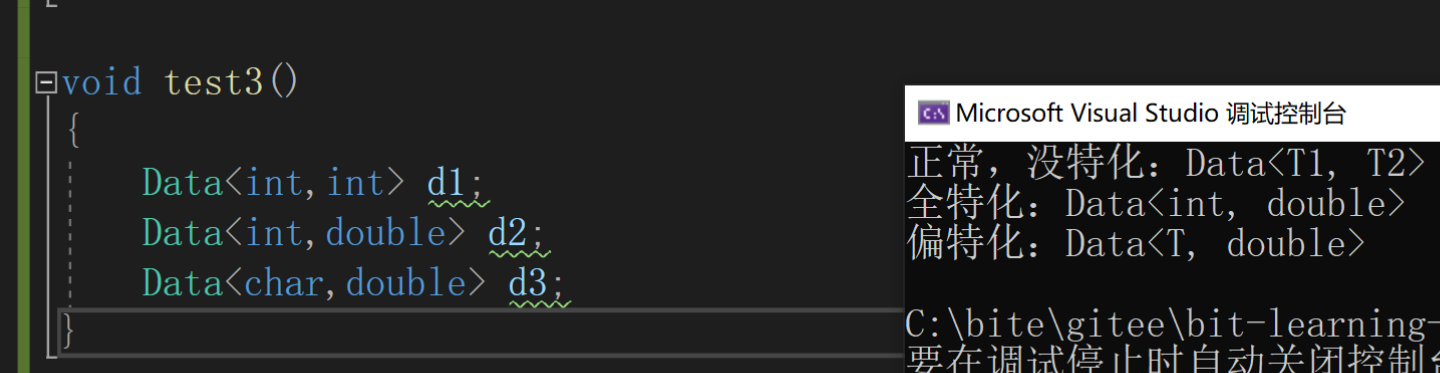 void test3()
{
Data<int,int> d1;
Data<int,double> d2;
Data<char,double> d3;
}
Microsoft Visual Studio 调试控制台
正常，没特化：Data<T1, T2>
全特化：Data<int, double>
偏特化：Data<T, double>
C:\bite\gitee\bit-learning-
要在调试停止时自动关闭控制台